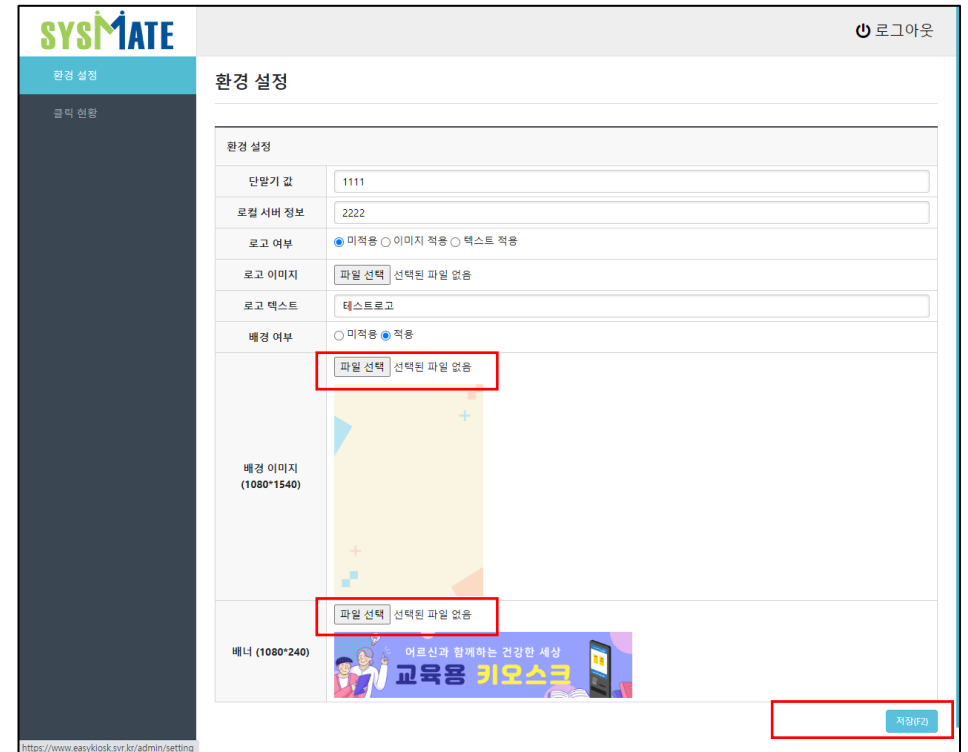 SYSMATE
로그아웃
환경 설정
클릭 현황
환경 설정
환경 설정
단말기 값 1111
로컬 서버 정보 2222
로고 여부 미적용 이미지 적용 텍스트 적용
로고 이미지 파일 선택 선택된 파일 없음
로고 텍스트 테스트로고
배경 여부 미적용 적용
파일 선택 선택된 파일 없음
배경 이미지
(1080*1540)
파일 선택 선택된 파일 없음
배너 (1080*240)
어르신과 함께하는 건강한 세상
교육용 키오스크
저장(F2)
https://www.easykiosk.svr.kr/admin/setting